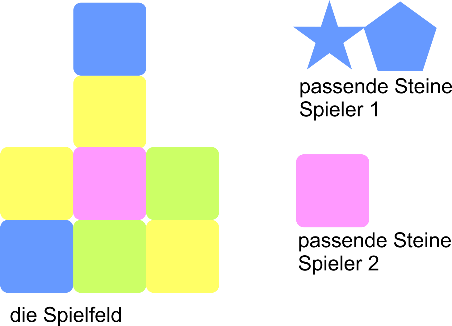 passende Steine
Spieler 1
passende Steine
Spieler 2
die Spielfeld